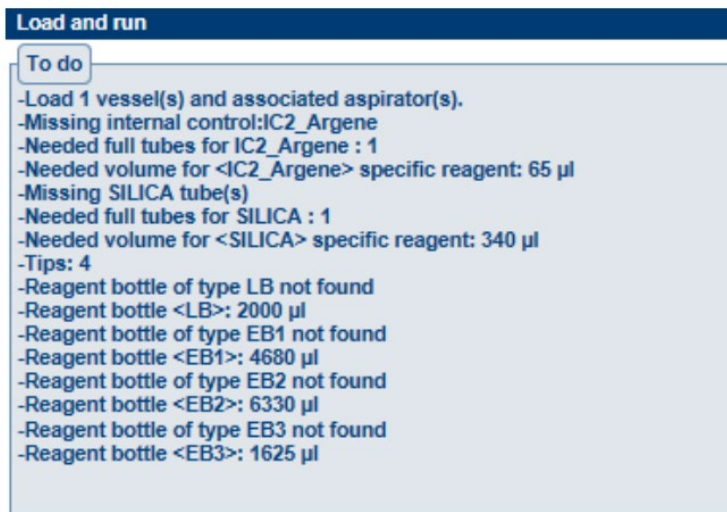 Load and run
To do
-Load 1 vessel(s) and associated aspirator(s).
-Missing internal control:IC2_Argene
-Needed full tubes for IC2_Argene : 1
-Needed volume for <IC2_Argene> specific reagent: 65 µl
-Missing SILICA tube(s)
-Needed full tubes for SILICA : 1
-Needed volume for <SILICA> specific reagent: 340 µl
-Tips: 4
-Reagent bottle of type LB not found
-Reagent bottle <LB>: 2000 µl
-Reagent bottle of type EB1 not found
-Reagent bottle <EB1>: 4680 µl
-Reagent bottle of type EB2 not found
-Reagent bottle <EB2>: 6330 µl
-Reagent bottle of type EB3 not found
-Reagent bottle <EB3>: 1625 µl